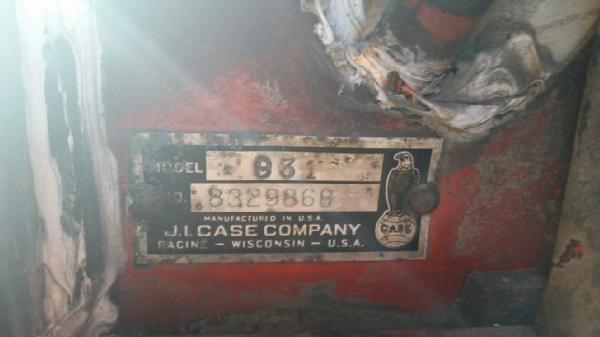 MODEL 931
NO. 8329868
MANUFACTURED IN U.S.A.
J.I. CASE COMPANY
RACINE – WISCONSIN – U.S.A.
CASE